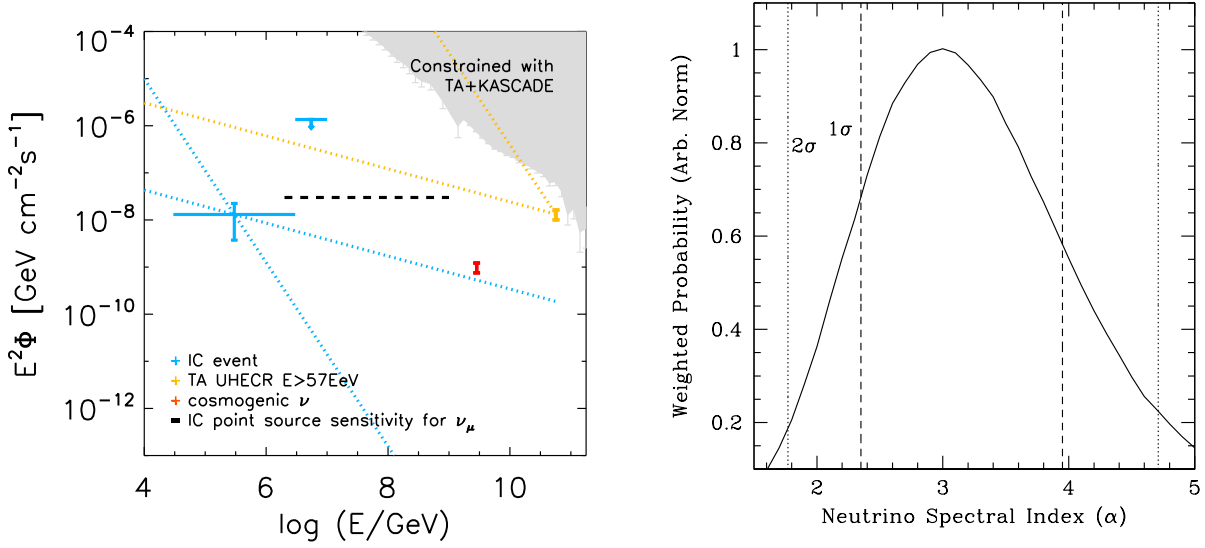 E²Φ [GeV cm⁻²s⁻¹]
10⁻⁴
10⁻⁶
10⁻⁸
10⁻¹⁰
10⁻¹²
Constrained with
TA+KASCADE
IC event
TA UHECR E>57EeV
cosmogenic ν
IC point source sensitivity for νμ
4 6 8 10
log (E/GeV)
Weighted Probability (Arb. Norm)
1
0.8
0.6
0.4
0.2
2σ 1σ
2 3 4 5
Neutrino Spectral Index (α)